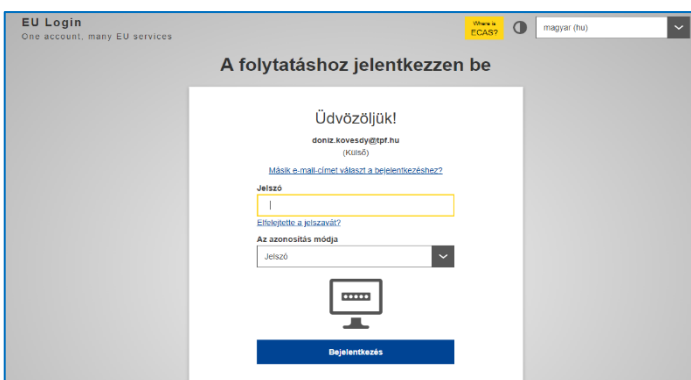 EU Login
One account, many EU services
Where is
ECAS?
magyar (hu)
A folytatáshoz jelentkezzen be
Üdvözöljük!
doniz.kovesdy@tpf.hu
(Külső)
Másik e-mail-címet választ a bejelentkezéshez?
Jelszó
Elfelejtette a jelszavát?
Az azonosítás módja
Jelszó
Bejelentkezés